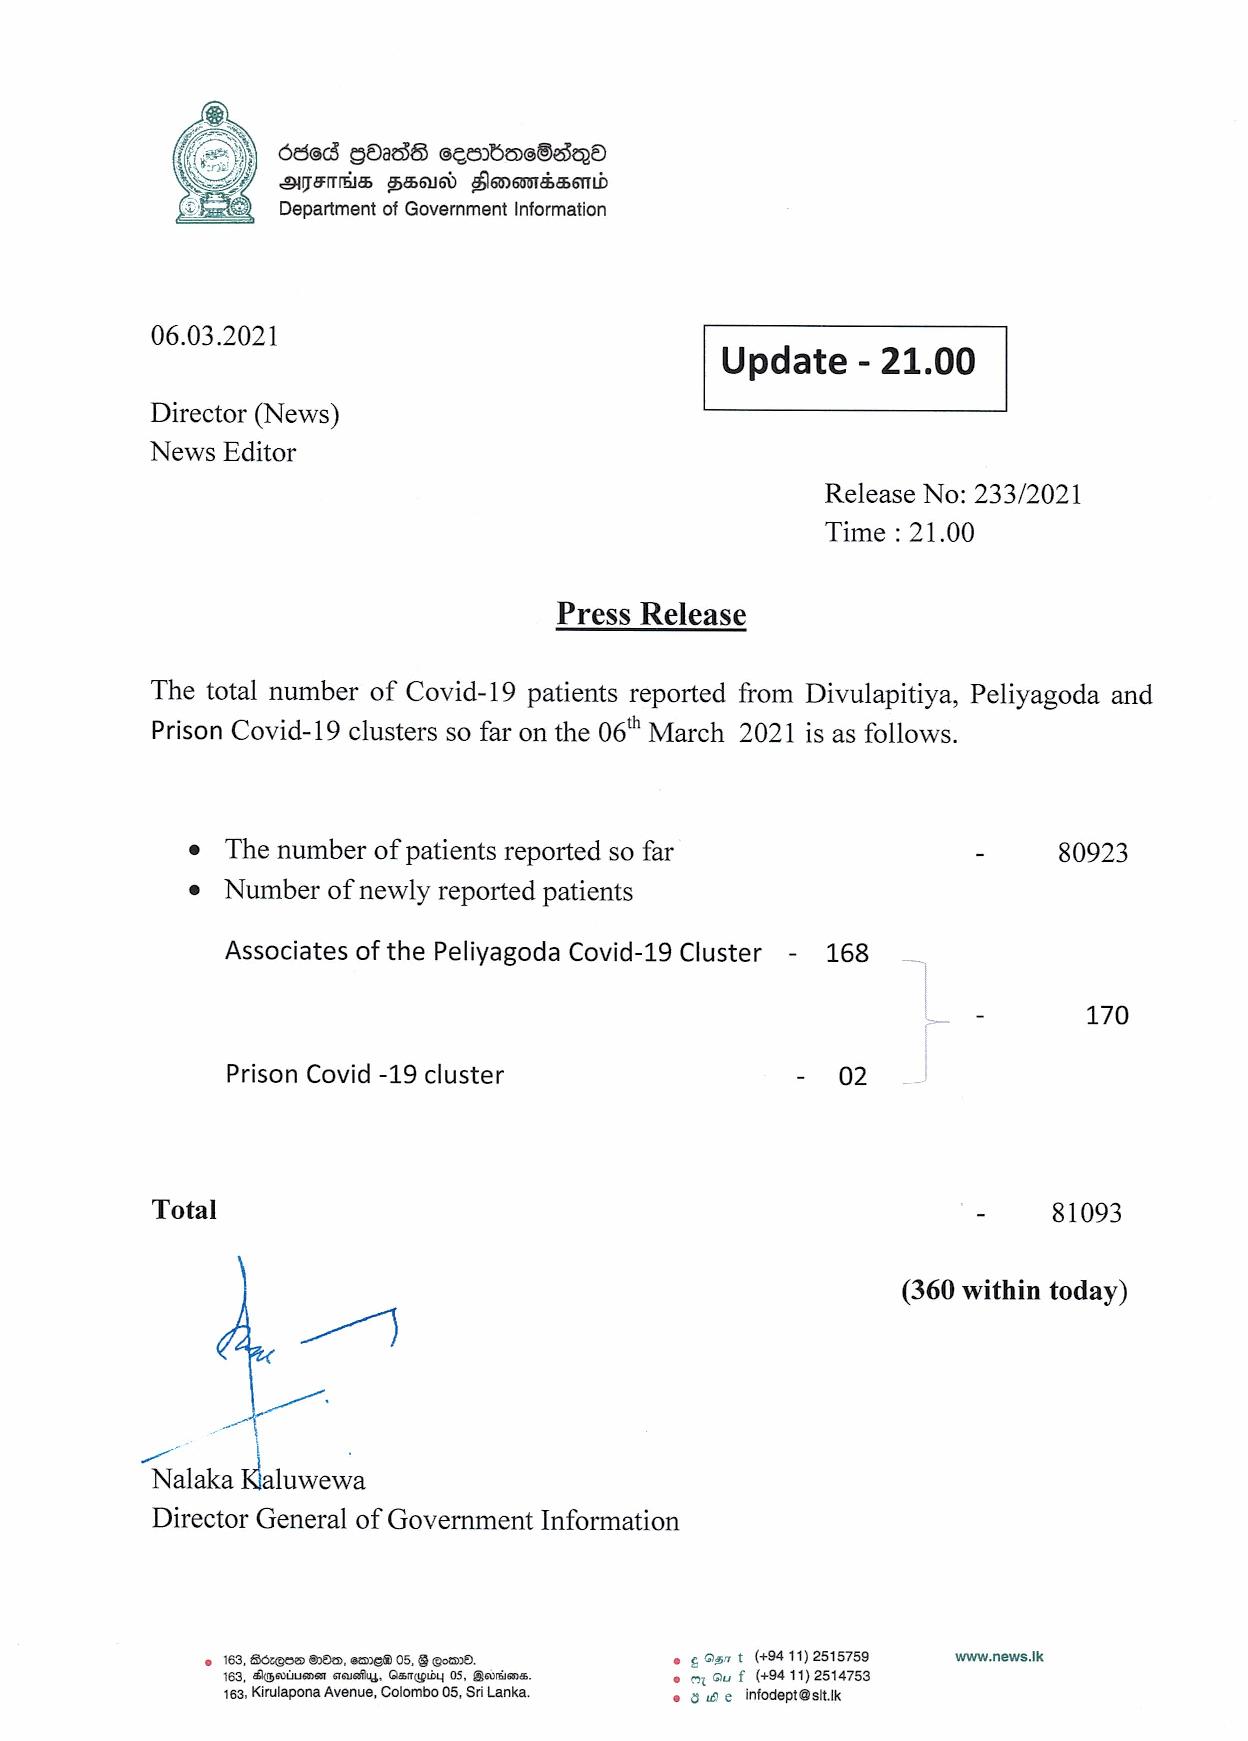 රජයේ ප්‍රවෘත්ති දෙපාර්තමේන්තුව
அரசாங்க தகவல் திணைக்களம்
Department of Government Information
06.03.2021
Update - 21.00
Director (News)
News Editor
Release No: 233/2021
Time : 21.00
Press Release
The total number of Covid-19 patients reported from Divulapitiya, Peliyagoda and
Prison Covid-19 clusters so far on the 06th March 2021 is as follows.
• The number of patients reported so far - 80923
• Number of newly reported patients
Associates of the Peliyagoda Covid-19 Cluster - 168
- 170
Prison Covid -19 cluster - 02
Total - 81093
(360 within today)
Nalaka Kaluwewa
Director General of Government Information
163, කිරුලපන මාවත, කොළඹ 05, ශ්‍රී ලංකාව.
163, கிருலப்பனை எவனியூ, கொழும்பு 05, இலங்கை.
163, Kirulapona Avenue, Colombo 05, Sri Lanka.
දු தொ t (+94 11) 2515759
ෆැ பெ f (+94 11) 2514753
ඊ மி e infodept@slt.lk
www.news.lk